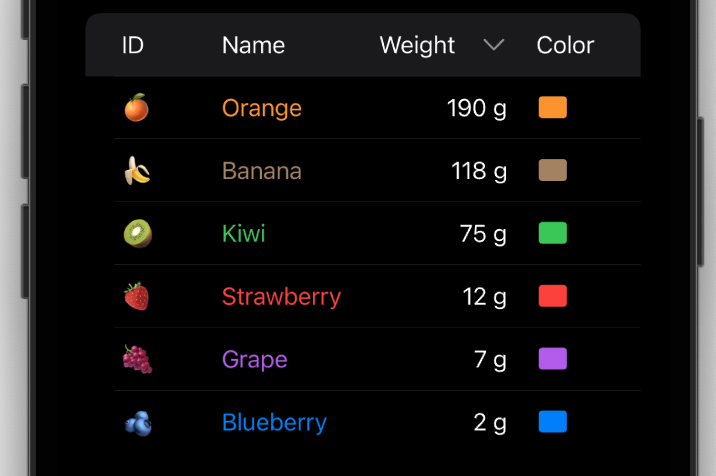 ID Name Weight Color
Orange 190 g
Banana 118 g
Kiwi 75 g
Strawberry 12 g
Grape 7 g
Blueberry 2 g